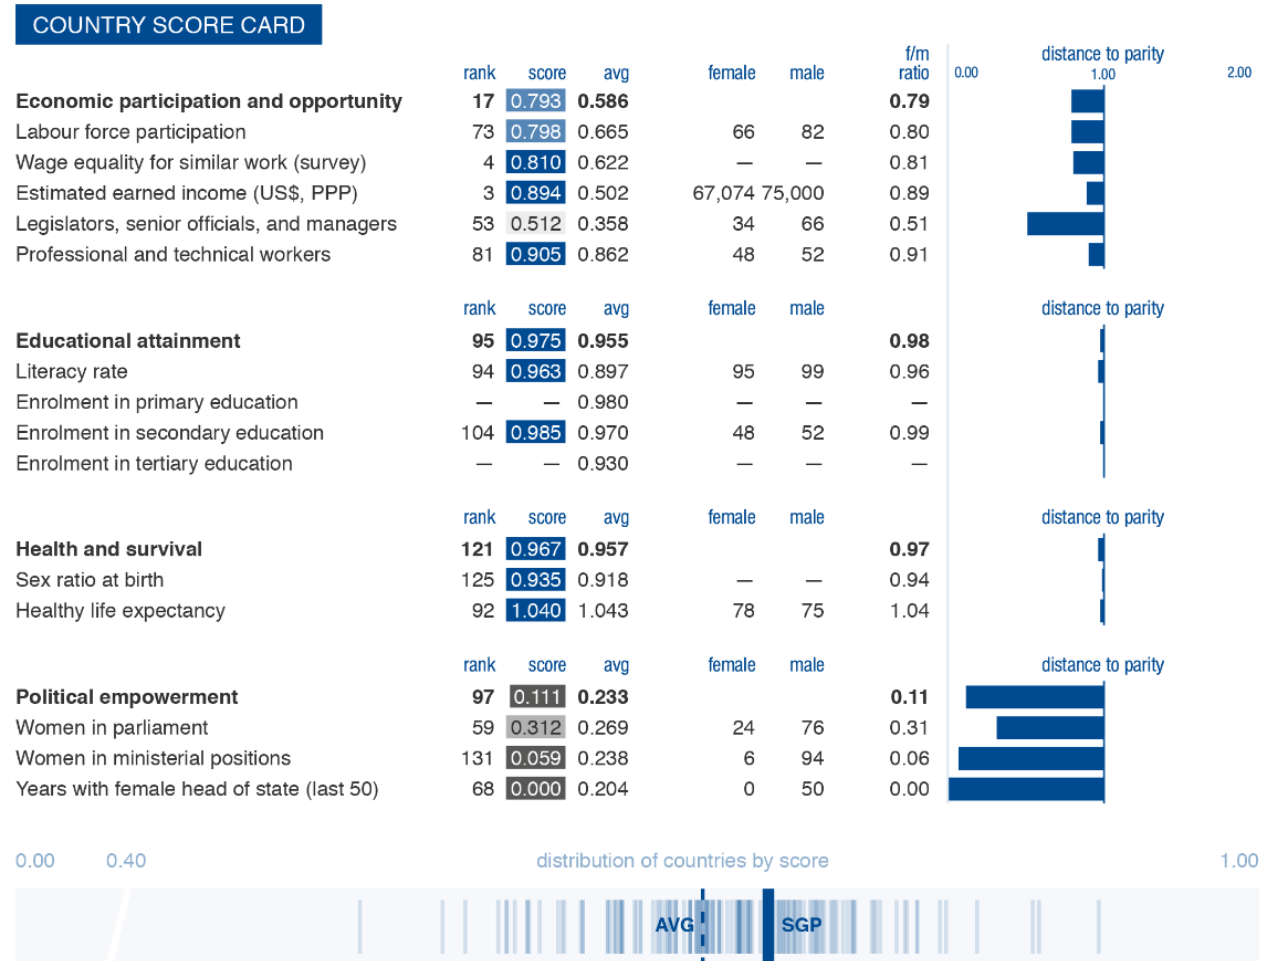 COUNTRY SCORE CARD
f/m distance to parity
rank score avg female male ratio 0.00 1.00 2.00
Economic participation and opportunity 17 0.793 0.586 0.79
Labour force participation 73 0.798 0.665 66 82 0.80
Wage equality for similar work (survey) 4 0.810 0.622 — — 0.81
Estimated earned income (US$, PPP) 3 0.894 0.502 67,074 75,000 0.89
Legislators, senior officials, and managers 53 0.512 0.358 34 66 0.51
Professional and technical workers 81 0.905 0.862 48 52 0.91
rank score avg female male distance to parity
Educational attainment 95 0.975 0.955 0.98
Literacy rate 94 0.963 0.897 95 99 0.96
Enrolment in primary education — — 0.980 — — —
Enrolment in secondary education 104 0.985 0.970 48 52 0.99
Enrolment in tertiary education — — 0.930 — — —
rank score avg female male distance to parity
Health and survival 121 0.967 0.957 0.97
Sex ratio at birth 125 0.935 0.918 — — 0.94
Healthy life expectancy 92 1.040 1.043 78 75 1.04
rank score avg female male distance to parity
Political empowerment 97 0.111 0.233 0.11
Women in parliament 59 0.312 0.269 24 76 0.31
Women in ministerial positions 131 0.059 0.238 6 94 0.06
Years with female head of state (last 50) 68 0.000 0.204 0 50 0.00
0.00 0.40 distribution of countries by score 1.00
AVG SGP